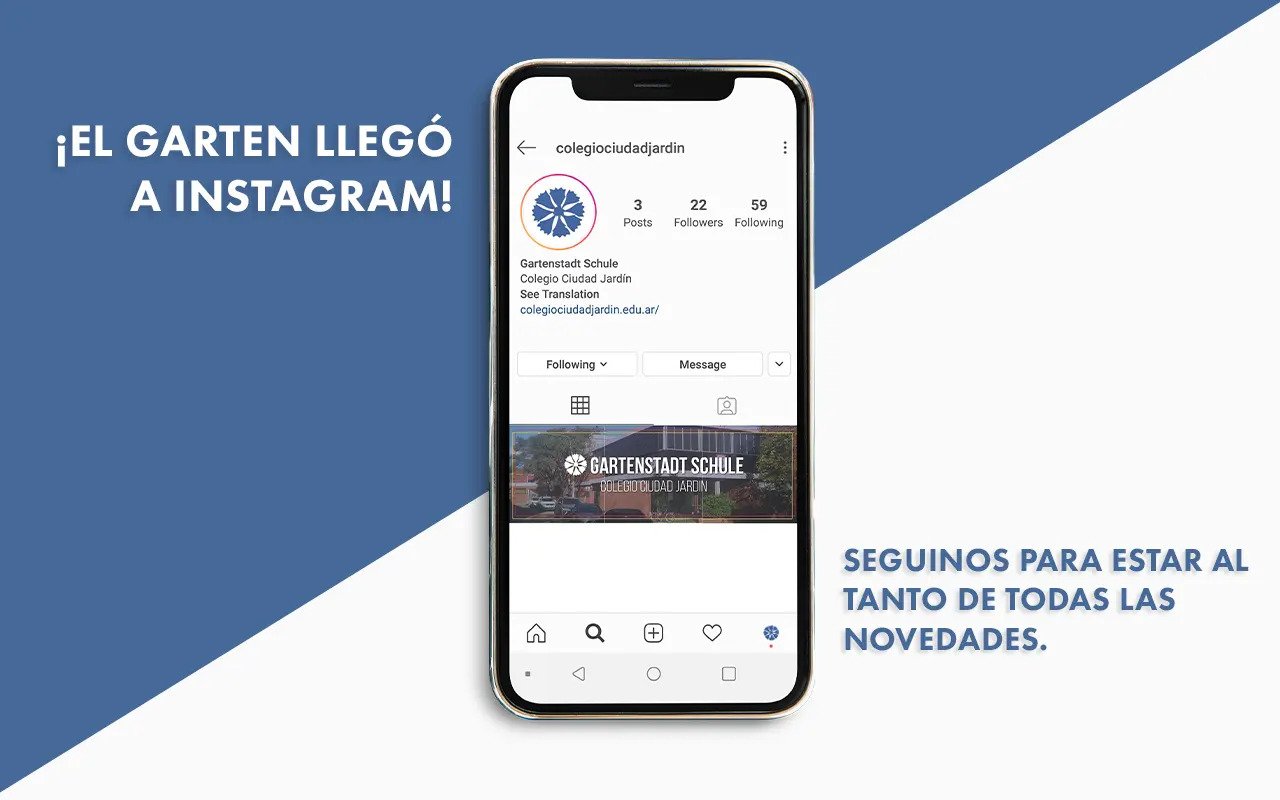 ¡EL GARTEN LLEGÓ
A INSTAGRAM!
colegiociudadjardin
3 22 59
Posts Followers Following
Gartenstadt Schule
Colegio Ciudad Jardín
See Translation
colegiociudadjardin.edu.ar/
Following Message
GARTENSTADT SCHULE
COLEGIO CIUDAD JARDIN
SEGUINOS PARA ESTAR AL
TANTO DE TODAS LAS
NOVEDADES.